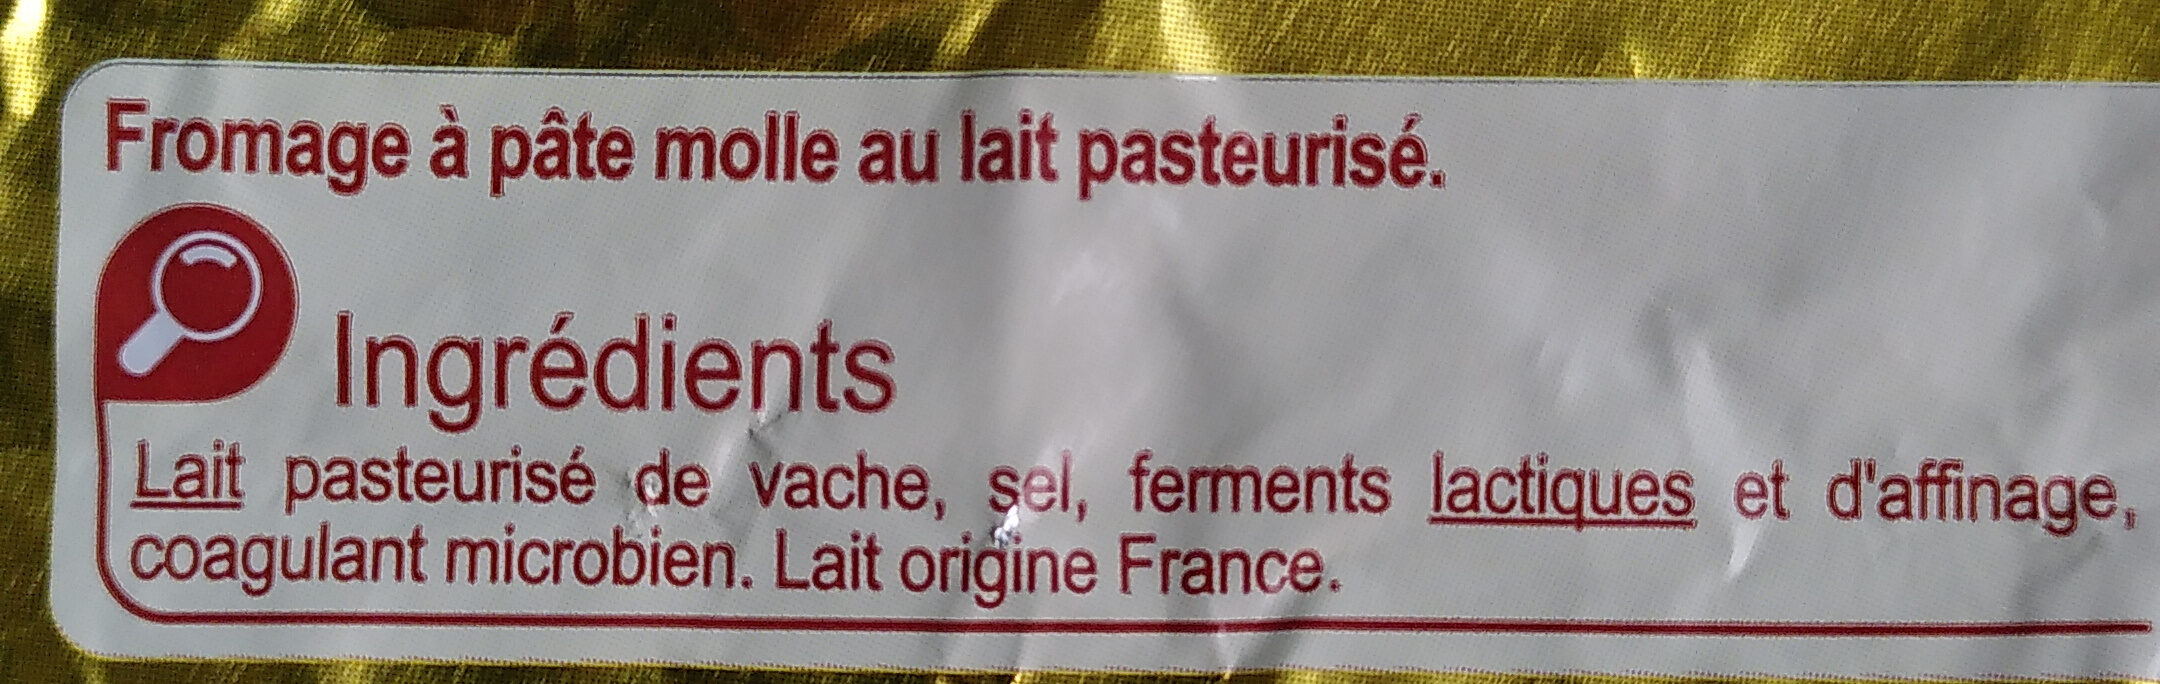 Fromage à pâte molle au lait pasteurisé.
Ingrédients
Lait pasteurisé de vache, sel, ferments lactiques et d'affinage,
coagulant microbien. Lait origine France.